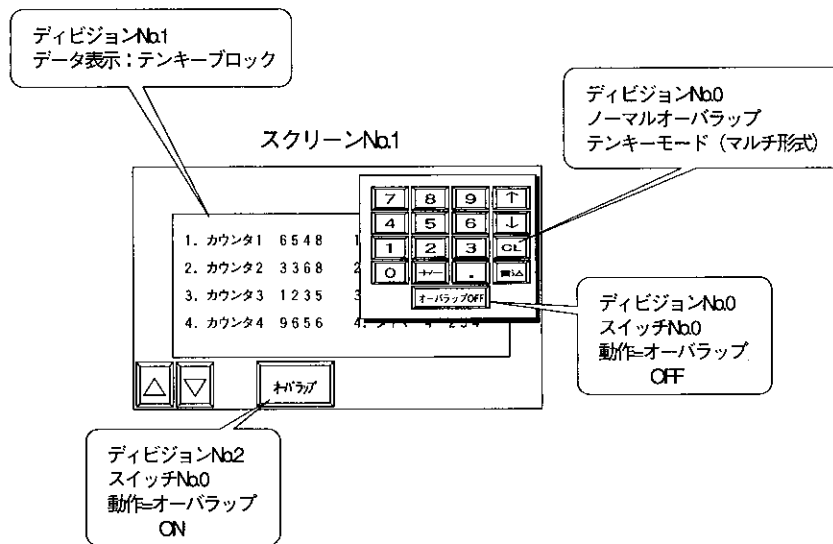 ディビジョンNo.1
データ表示：テンキーブロック
ディビジョンNo.0
ノーマルオーバラップ
テンキーモード（マルチ形式）
スクリーンNo.1
7 8 9 ↑
4 5 6 ↓
1 2 3 CL
0 +/− .
オーバラップOFF
1. カウンタ1 6548 1
2. カウンタ2 3368 2
3. カウンタ3 1235 3
4. カウンタ4 9656
ディビジョンNo.0
スイッチNo.0
動作=オーバラップ
OFF
△ ▽
オーバラップ
ディビジョンNo.2
スイッチNo.0
動作=オーバラップ
ON